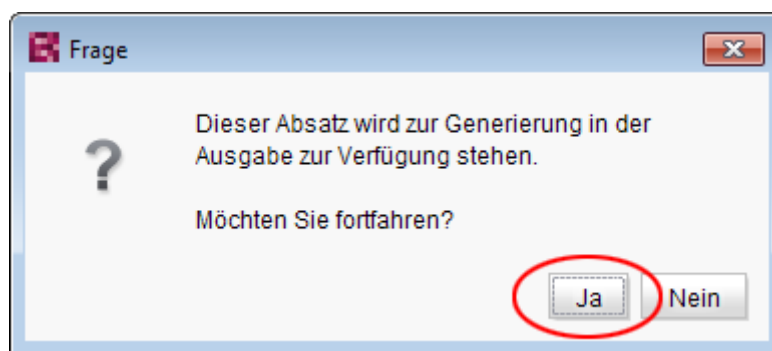 Frage
Dieser Absatz wird zur Generierung in der
Ausgabe zur Verfügung stehen.
Möchten Sie fortfahren?
Ja
Nein